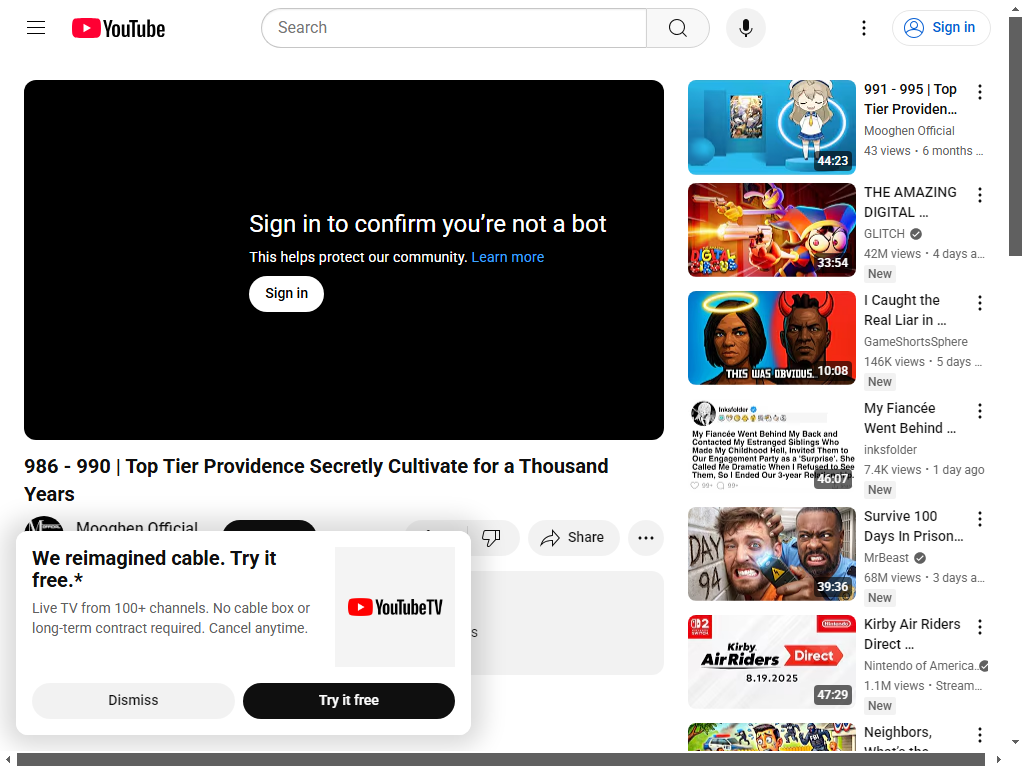 YouTube
Search
Sign in
Sign in to confirm you’re not a bot
This helps protect our community. Learn more
Sign in
986 - 990 | Top Tier Providence Secretly Cultivate for a Thousand
Years
Mooghen Official
Share
We reimagined cable. Try it
free.*
Live TV from 100+ channels. No cable box or
long-term contract required. Cancel anytime.
YouTubeTV
Dismiss
Try it free
44:23
991 - 995 | Top
Tier Providen…
Mooghen Official
43 views • 6 months ...
DIGITAL
CIRCUS
33:54
THE AMAZING
DIGITAL …
GLITCH
42M views • 4 days a...
New
THIS WAS OBVIOUS...
10:08
I Caught the
Real Liar in …
GameShortsSphere
146K views • 5 days ...
New
Inksfolder
My Fiancée Went Behind My Back and
Contacted My Estranged Siblings Who
Made My Childhood Hell, Invited Them to
Our Engagement Party as a 'Surprise'. She
Called Me Dramatic When I Refused to See
Them, So I Ended Our 3-year
99+ 99+
46:07
My Fiancée
Went Behind …
inksfolder
7.4K views • 1 day ago
New
DAY
94
39:36
Survive 100
Days In Prison…
MrBeast
68M views • 3 days a...
New
Nintendo
Kirby
Air Riders Direct
8.19.2025
47:29
Kirby Air Riders
Direct …
Nintendo of America
1.1M views • Stream...
New
Neighbors,
What's the